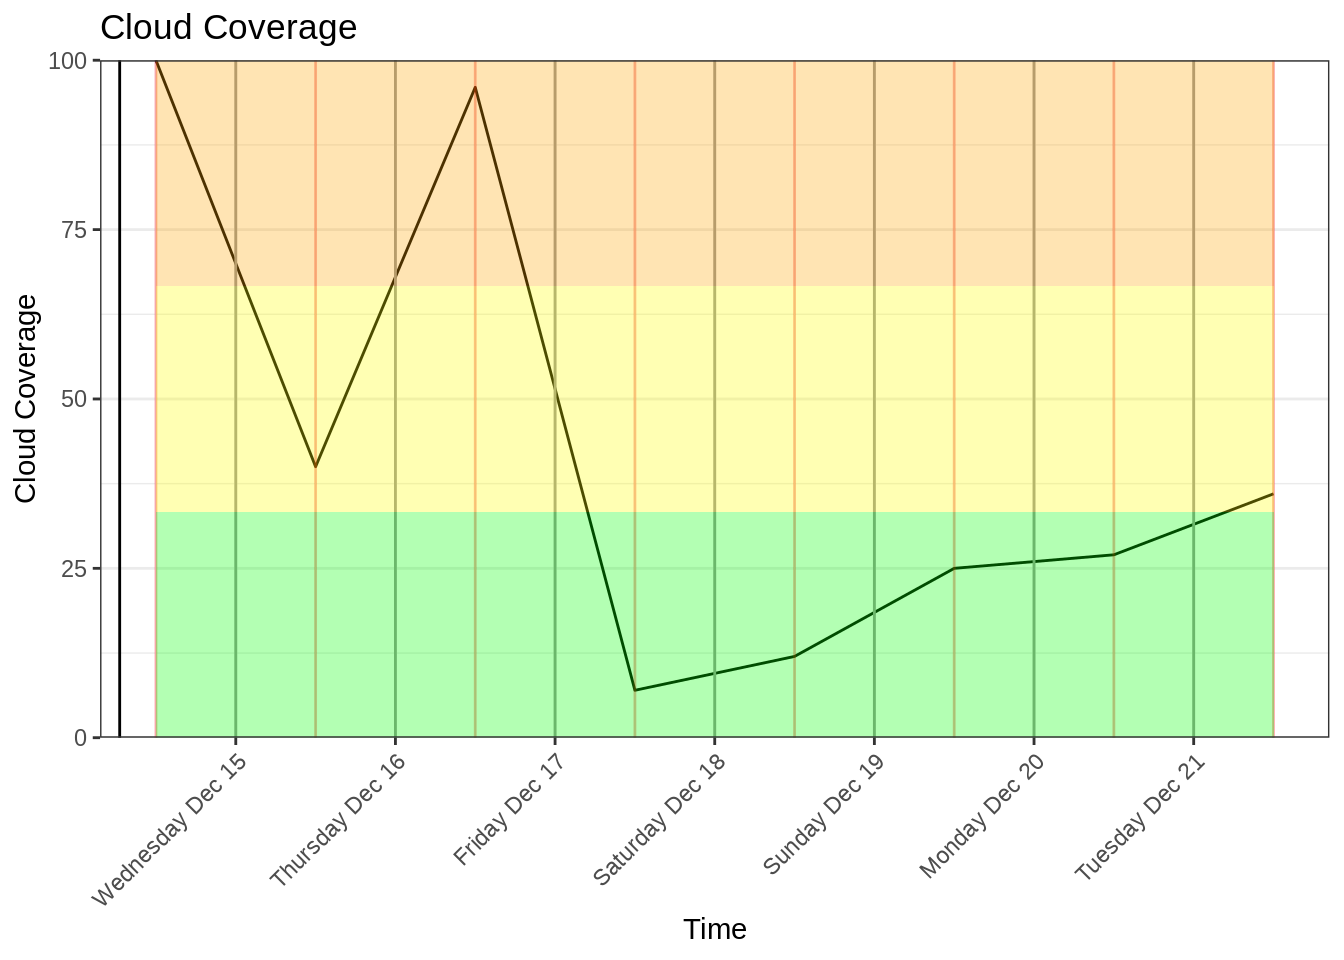 Cloud Coverage
100
75
50
25
0
Cloud Coverage
Wednesday Dec 15
Thursday Dec 16
Friday Dec 17
Saturday Dec 18
Sunday Dec 19
Monday Dec 20
Tuesday Dec 21
Time